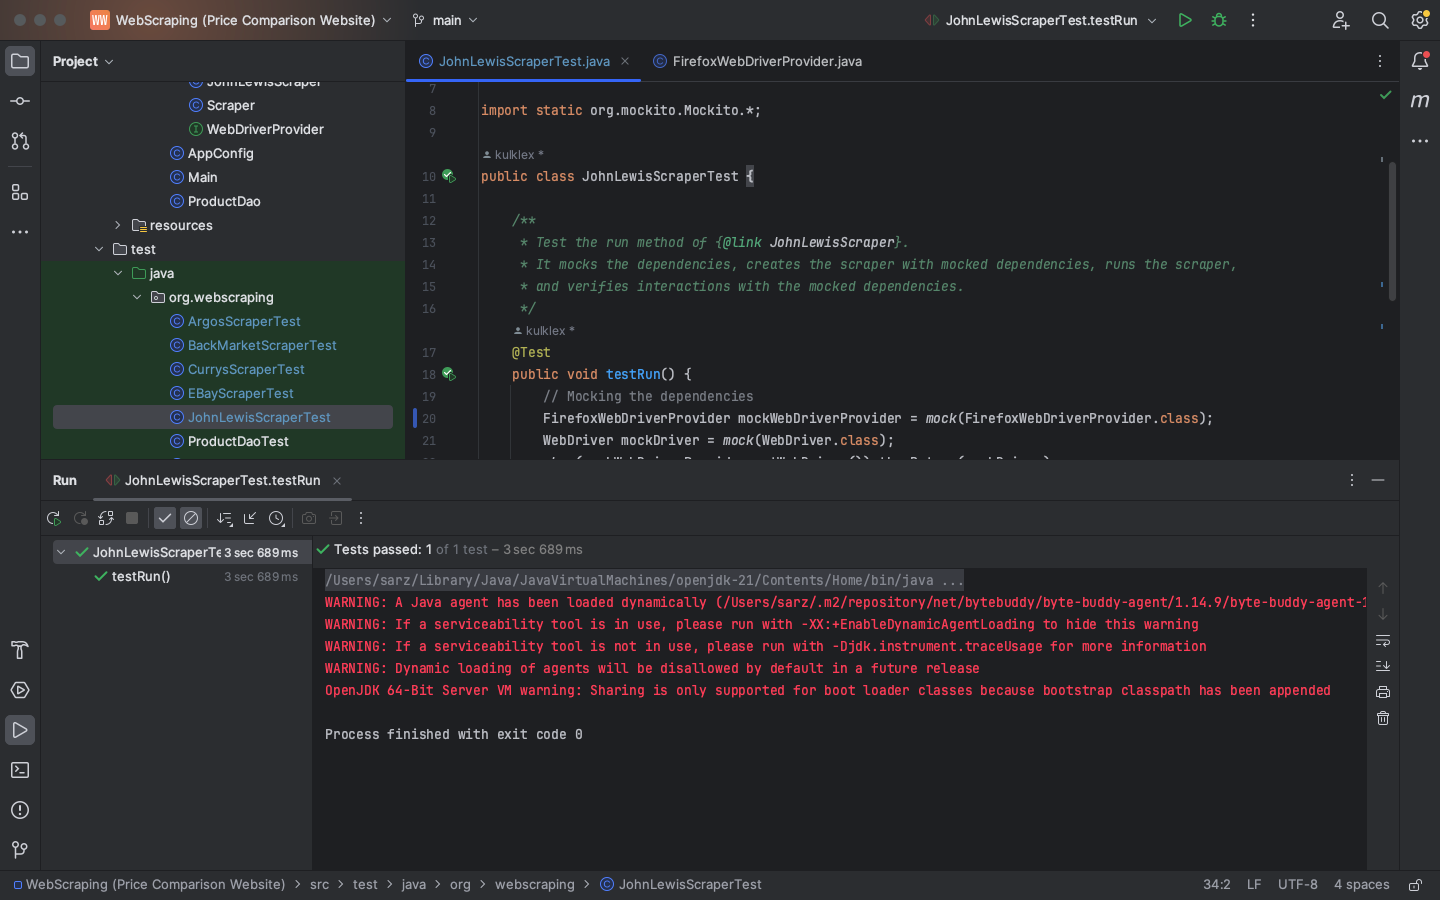 WW WebScraping (Price Comparison Website) main JohnLewisScraperTest.testRun
Project
JohnLewisScraper
Scraper
WebDriverProvider
AppConfig
Main
ProductDao
resources
test
java
org.webscraping
ArgosScraperTest
BackMarketScraperTest
CurrysScraperTest
EBayScraperTest
JohnLewisScraperTest
ProductDaoTest
JohnLewisScraperTest.java FirefoxWebDriverProvider.java
7
8 import static org.mockito.Mockito.*;
9
kulklex *
10 public class JohnLewisScraperTest {
11
12 /**
13 * Test the run method of {@link JohnLewisScraper}.
14 * It mocks the dependencies, creates the scraper with mocked dependencies, runs the scraper,
15 * and verifies interactions with the mocked dependencies.
16 */
kulklex *
17 @Test
18 public void testRun() {
19 // Mocking the dependencies
20 FirefoxWebDriverProvider mockWebDriverProvider = mock(FirefoxWebDriverProvider.class);
21 WebDriver mockDriver = mock(WebDriver.class);
Run JohnLewisScraperTest.testRun
JohnLewisScraperTe 3 sec 689 ms
testRun() 3 sec 689 ms
Tests passed: 1 of 1 test – 3 sec 689 ms
/Users/sarz/Library/Java/JavaVirtualMachines/openjdk-21/Contents/Home/bin/java ...
WARNING: A Java agent has been loaded dynamically (/Users/sarz/.m2/repository/net/bytebuddy/byte-buddy-agent/1.14.9/byte-buddy-agent-1
WARNING: If a serviceability tool is in use, please run with -XX:+EnableDynamicAgentLoading to hide this warning
WARNING: If a serviceability tool is not in use, please run with -Djdk.instrument.traceUsage for more information
WARNING: Dynamic loading of agents will be disallowed by default in a future release
OpenJDK 64-Bit Server VM warning: Sharing is only supported for boot loader classes because bootstrap classpath has been appended
Process finished with exit code 0
WebScraping (Price Comparison Website) src test java org webscraping JohnLewisScraperTest 34:2 LF UTF-8 4 spaces